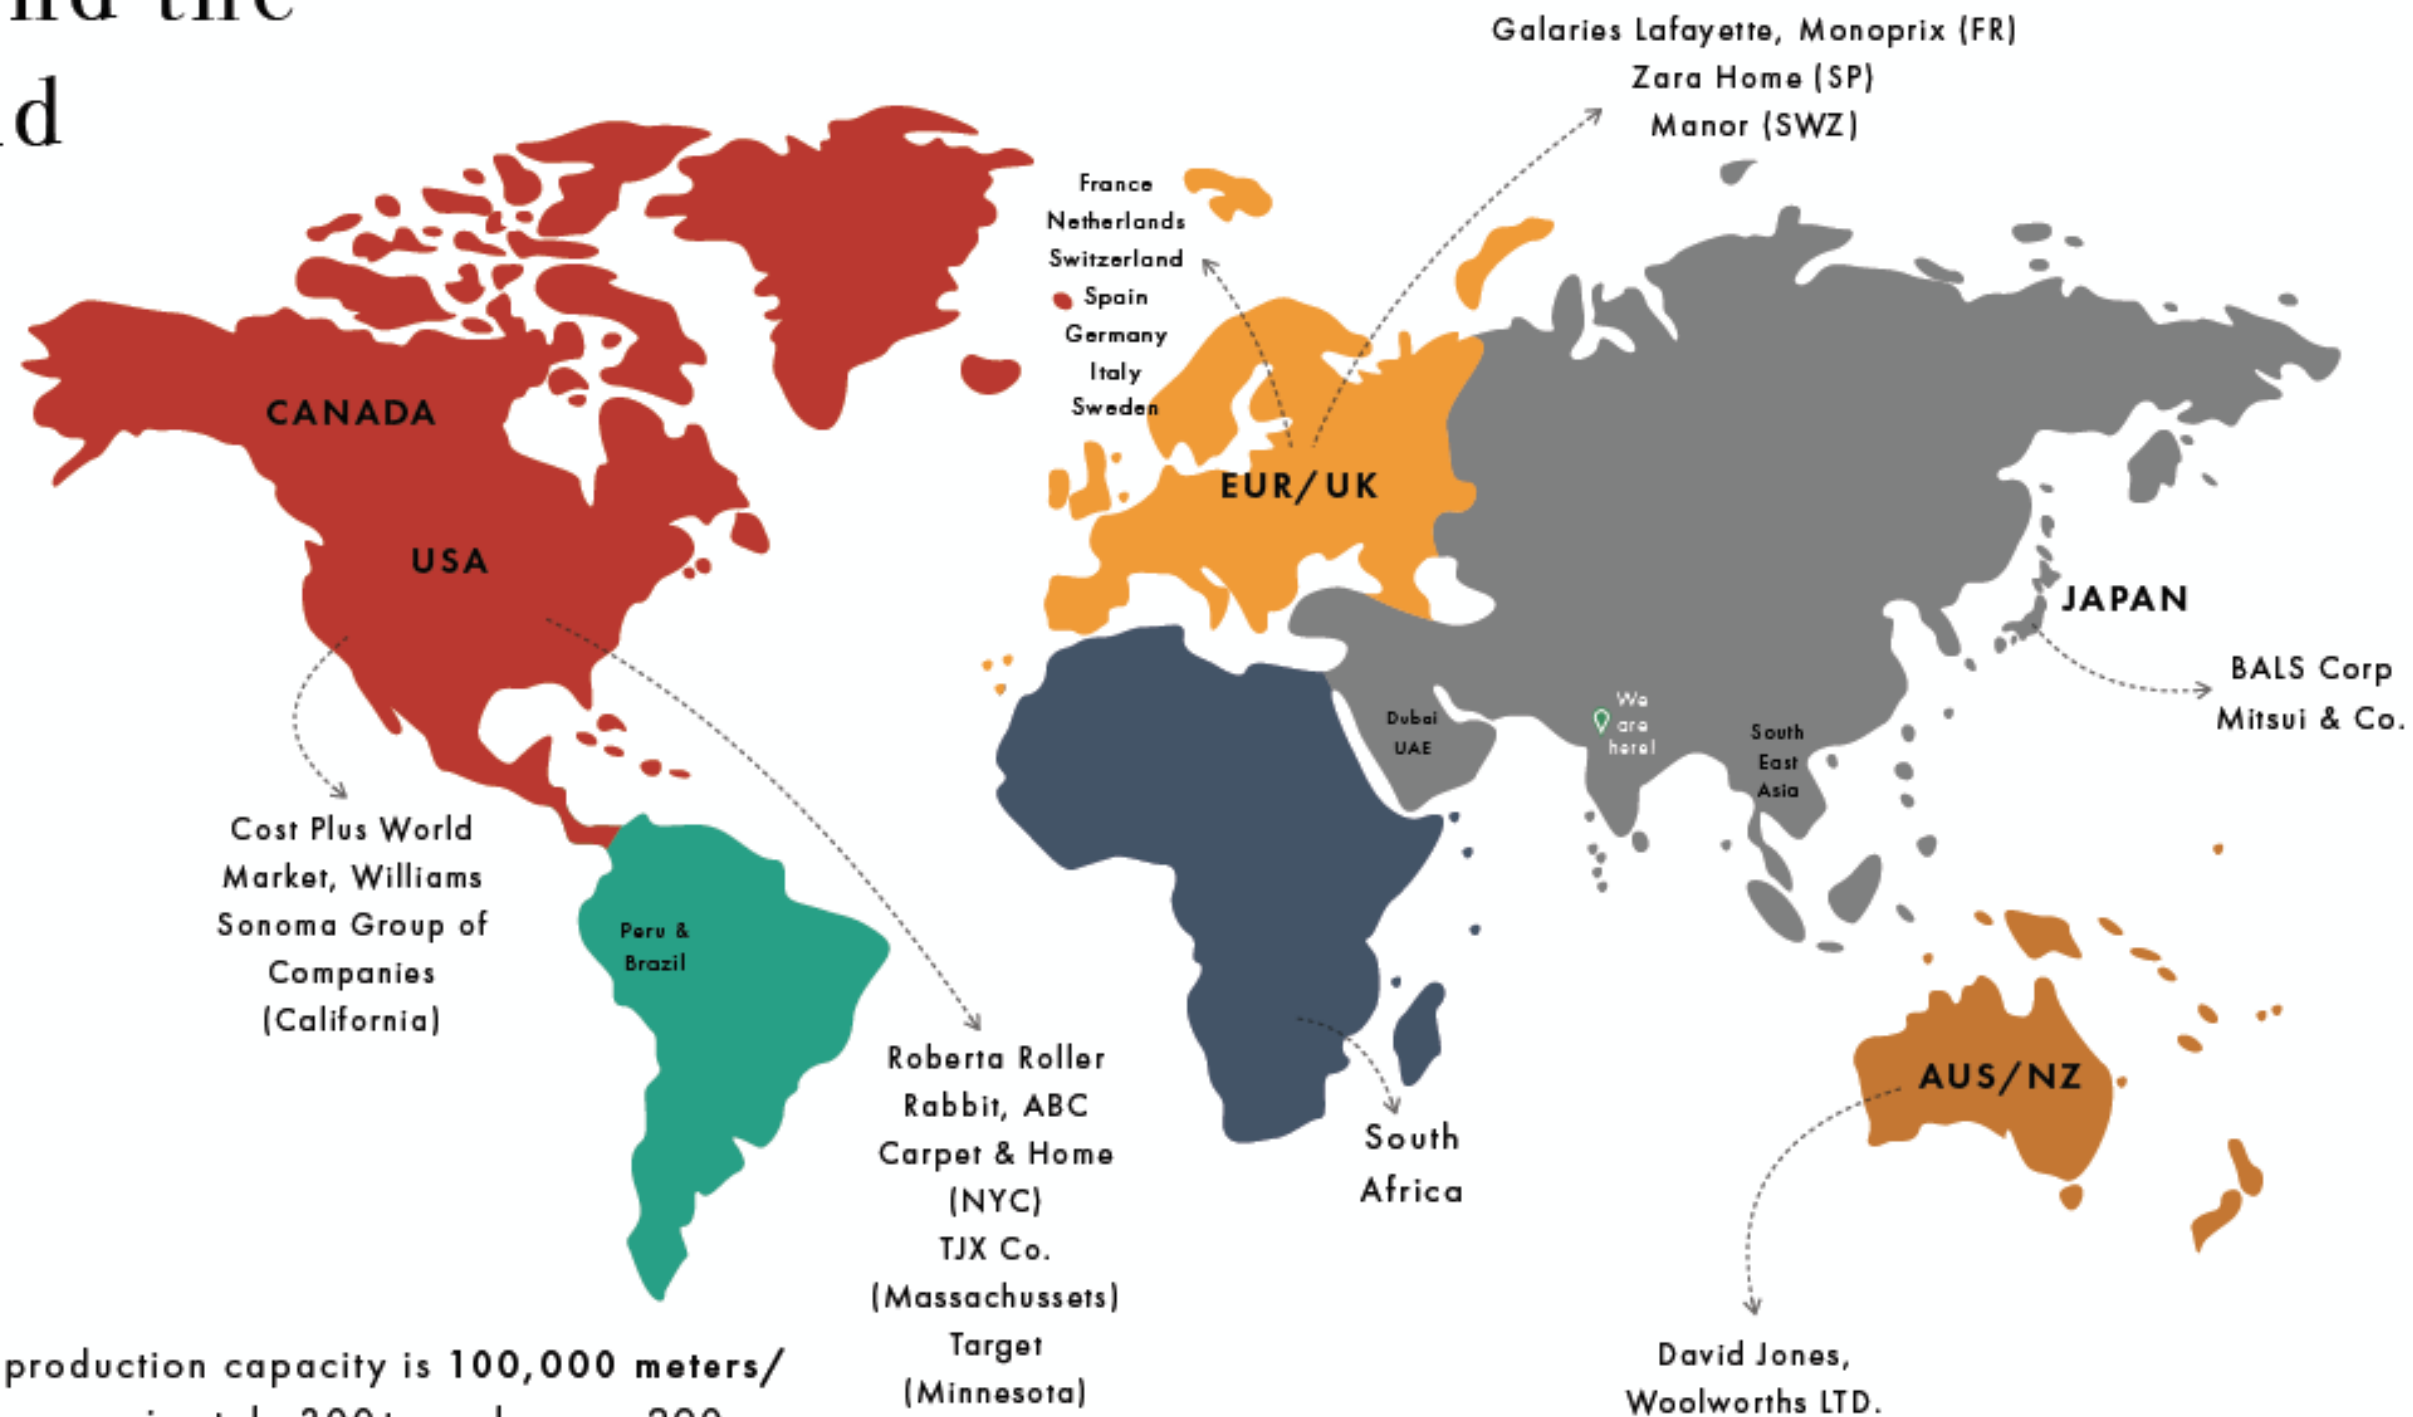 nd the
d
Galaries Lafayette, Monoprix (FR)
Zara Home (SP)
Manor (SWZ)
France
Netherlands
Switzerland
Spain
Germany
Italy
Sweden
CANADA
USA
EUR/UK
JAPAN
BALS Corp
Mitsui & Co.
Dubai
UAE
We
are
here!
South
East
Asia
Cost Plus World
Market, Williams
Sonoma Group of
Companies
(California)
Peru &
Brazil
Roberta Roller
Rabbit, ABC
Carpet & Home
(NYC)
TJX Co.
(Massachussets)
Target
(Minnesota)
South
Africa
AUS/NZ
David Jones,
Woolworths LTD.
production capacity is 100,000 meters/